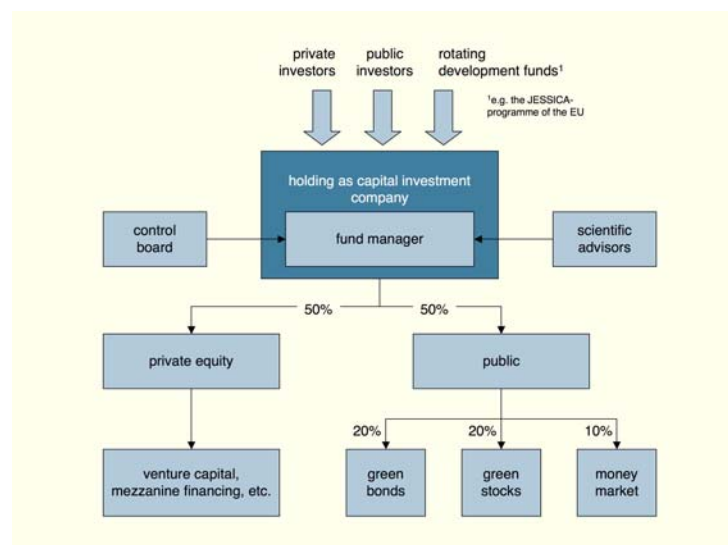 private
investors
public
investors
rotating
development funds¹
¹e.g. the JESSICA-
programme of the EU
holding as capital investment
company
control
board
fund manager
scientific
advisors
50%
50%
private equity
public
20%
20%
10%
venture capital,
mezzanine financing, etc.
green
bonds
green
stocks
money
market